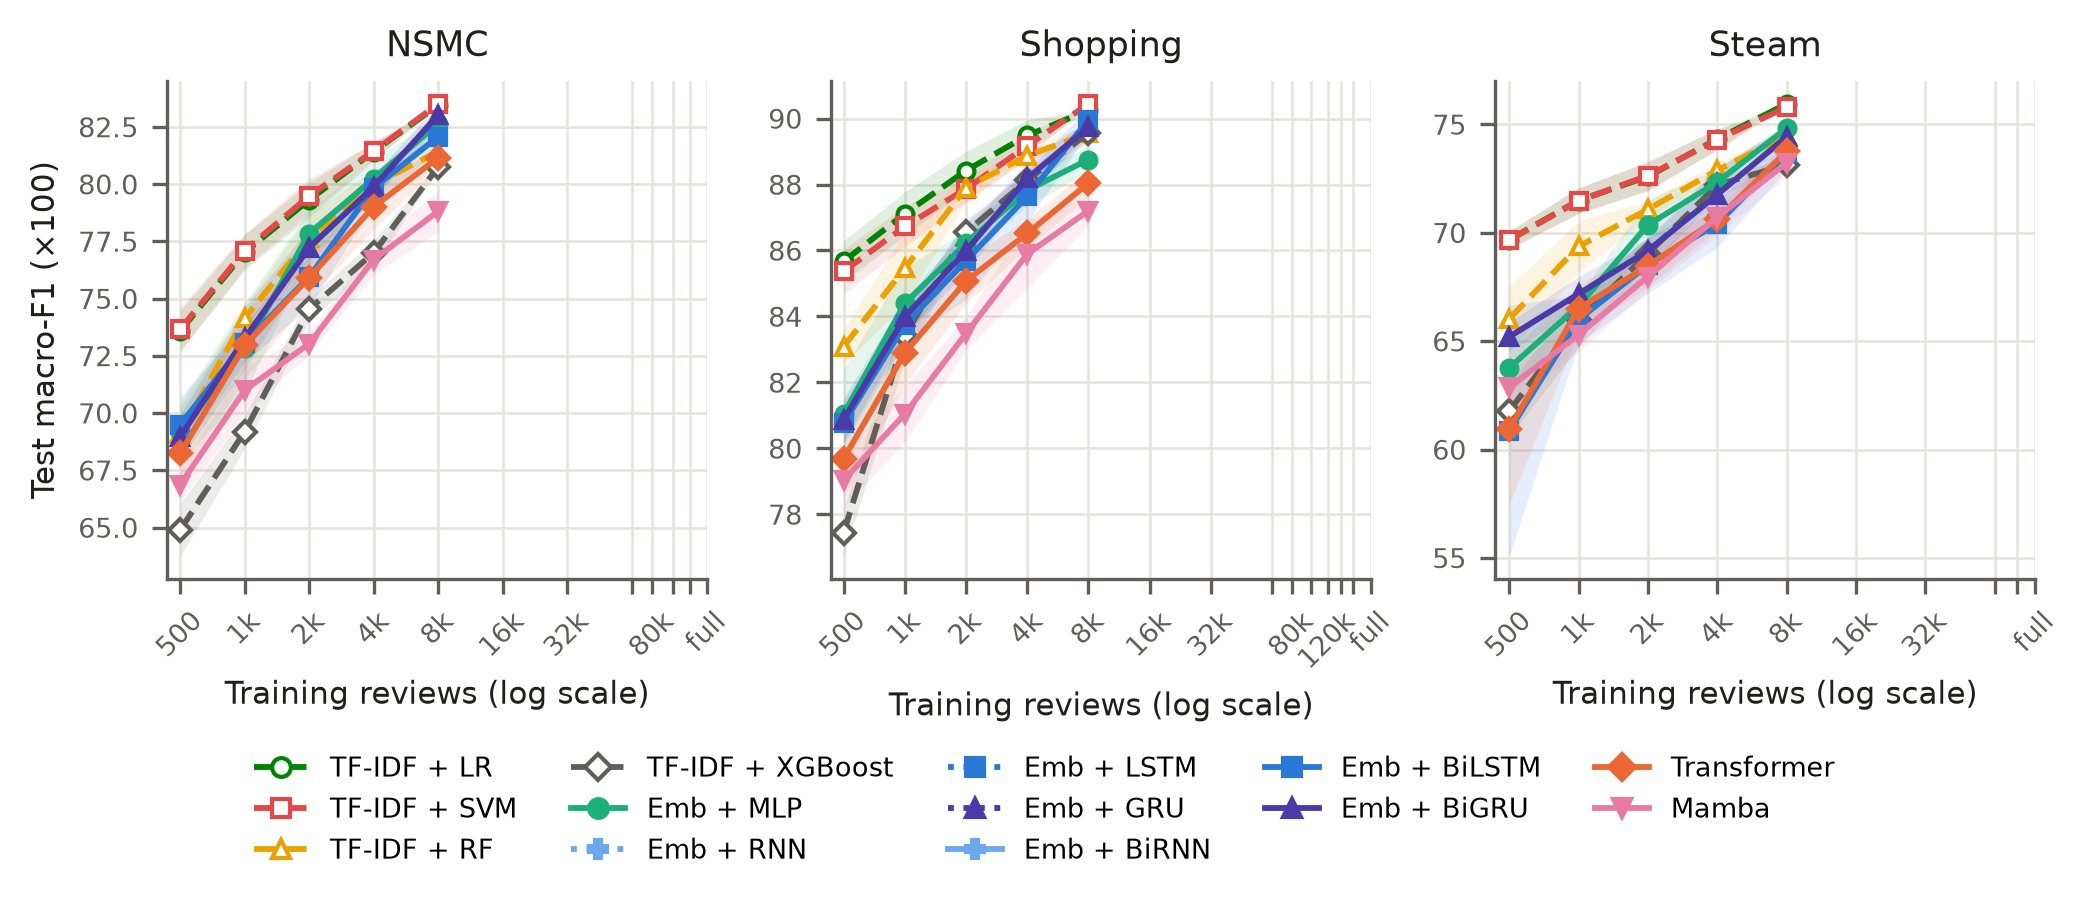 NSMC
Shopping
Steam
Test macro-F1 (×100)
82.5
80.0
77.5
75.0
72.5
70.0
67.5
65.0
500 1k 2k 4k 8k 16k 32k 80k full
Training reviews (log scale)
90
88
86
84
82
80
78
500 1k 2k 4k 8k 16k 32k 80k 120k full
Training reviews (log scale)
75
70
65
60
55
500 1k 2k 4k 8k 16k 32k full
Training reviews (log scale)
TF-IDF + LR
TF-IDF + SVM
TF-IDF + RF
TF-IDF + XGBoost
Emb + MLP
Emb + RNN
Emb + LSTM
Emb + GRU
Emb + BiRNN
Emb + BiLSTM
Emb + BiGRU
Transformer
Mamba